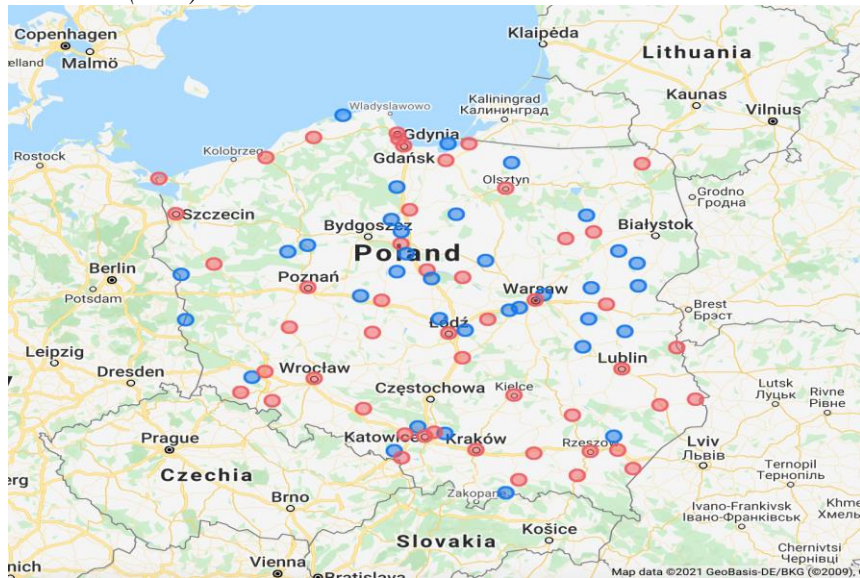 Copenhagen
Malmö
elland
Klaipėda
Lithuania
Kaunas
Vilnius
Wladyslawowo
Kaliningrad
Калининград
Gdynia
Gdańsk
Kolobrzeg
Rostock
Olsztyn
Grodno
Гродна
Szczecin
Bydgoszcz
Białystok
Poland
Berlin
Potsdam
Poznań
Warsaw
Brest
Брэст
Łódź
Leipzig
Dresden
Wrocław
Lublin
Częstochowa
Kielce
Lutsk
Луцьк
Rivne
Рівне
Prague
Katowice
Kraków
Rzeszów
Lviv
Львів
Czechia
Ternopil
Тернопіль
erg
Brno
Zakopane
Ivano-Frankivsk
Івано-Франківськ
Khme
Хмель
Slovakia
Košice
Chernivtsi
Чернівці
nich
Vienna
Bratislava
Map data ©2021 GeoBasis-DE/BKG (©2009),